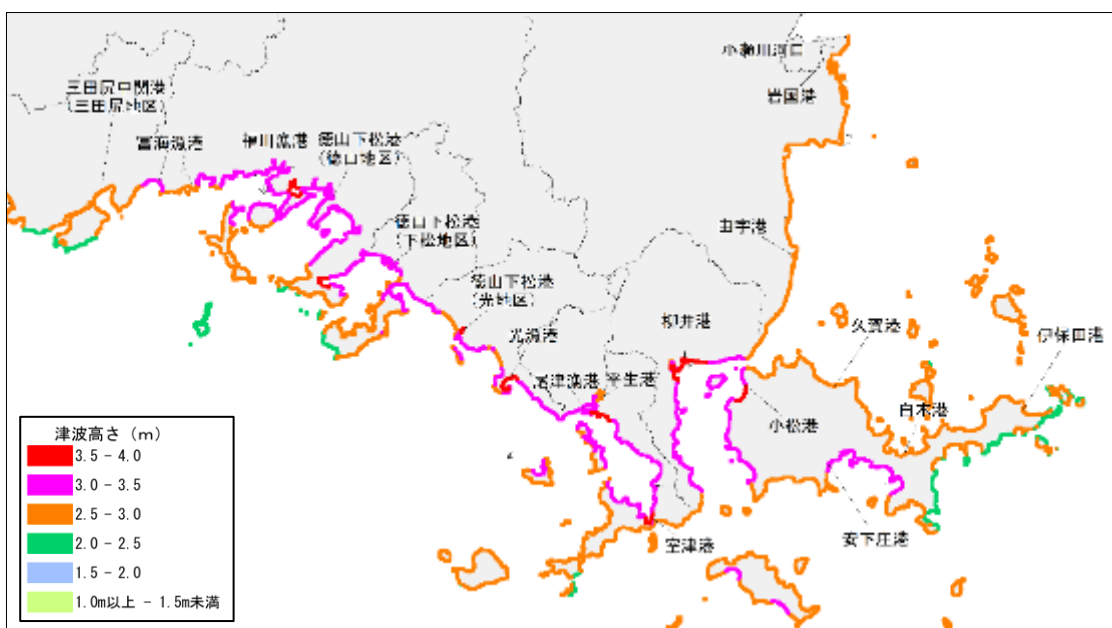 小瀬川河口
三田尻中関港
(三田尻地区)
岩国港
富海漁港
福川漁港
徳山下松港
(徳山地区)
徳山下松港
(下松地区)
由宇港
徳山下松港
(光地区)
柳井港
久賀港
伊保田港
光漁港
尾津漁港
平生港
白木港
小松港
安下庄港
室津港
津波高さ（ｍ）
3.5 - 4.0
3.0 - 3.5
2.5 - 3.0
2.0 - 2.5
1.5 - 2.0
1.0m以上 - 1.5m未満